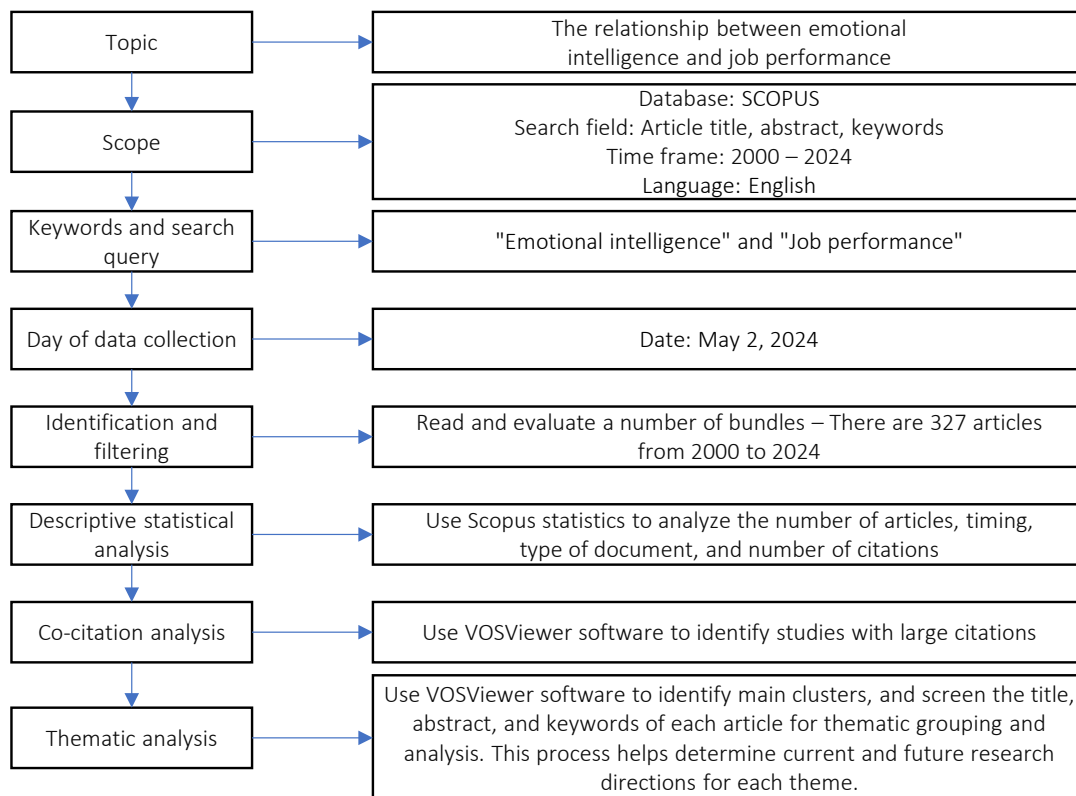 Topic
The relationship between emotional
intelligence and job performance
Scope
Database: SCOPUS
Search field: Article title, abstract, keywords
Time frame: 2000 – 2024
Language: English
Keywords and search
query
"Emotional intelligence" and "Job performance"
Day of data collection
Date: May 2, 2024
Identification and
filtering
Read and evaluate a number of bundles – There are 327 articles
from 2000 to 2024
Descriptive statistical
analysis
Use Scopus statistics to analyze the number of articles, timing,
type of document, and number of citations
Co-citation analysis
Use VOSViewer software to identify studies with large citations
Thematic analysis
Use VOSViewer software to identify main clusters, and screen the title,
abstract, and keywords of each article for thematic grouping and
analysis. This process helps determine current and future research
directions for each theme.